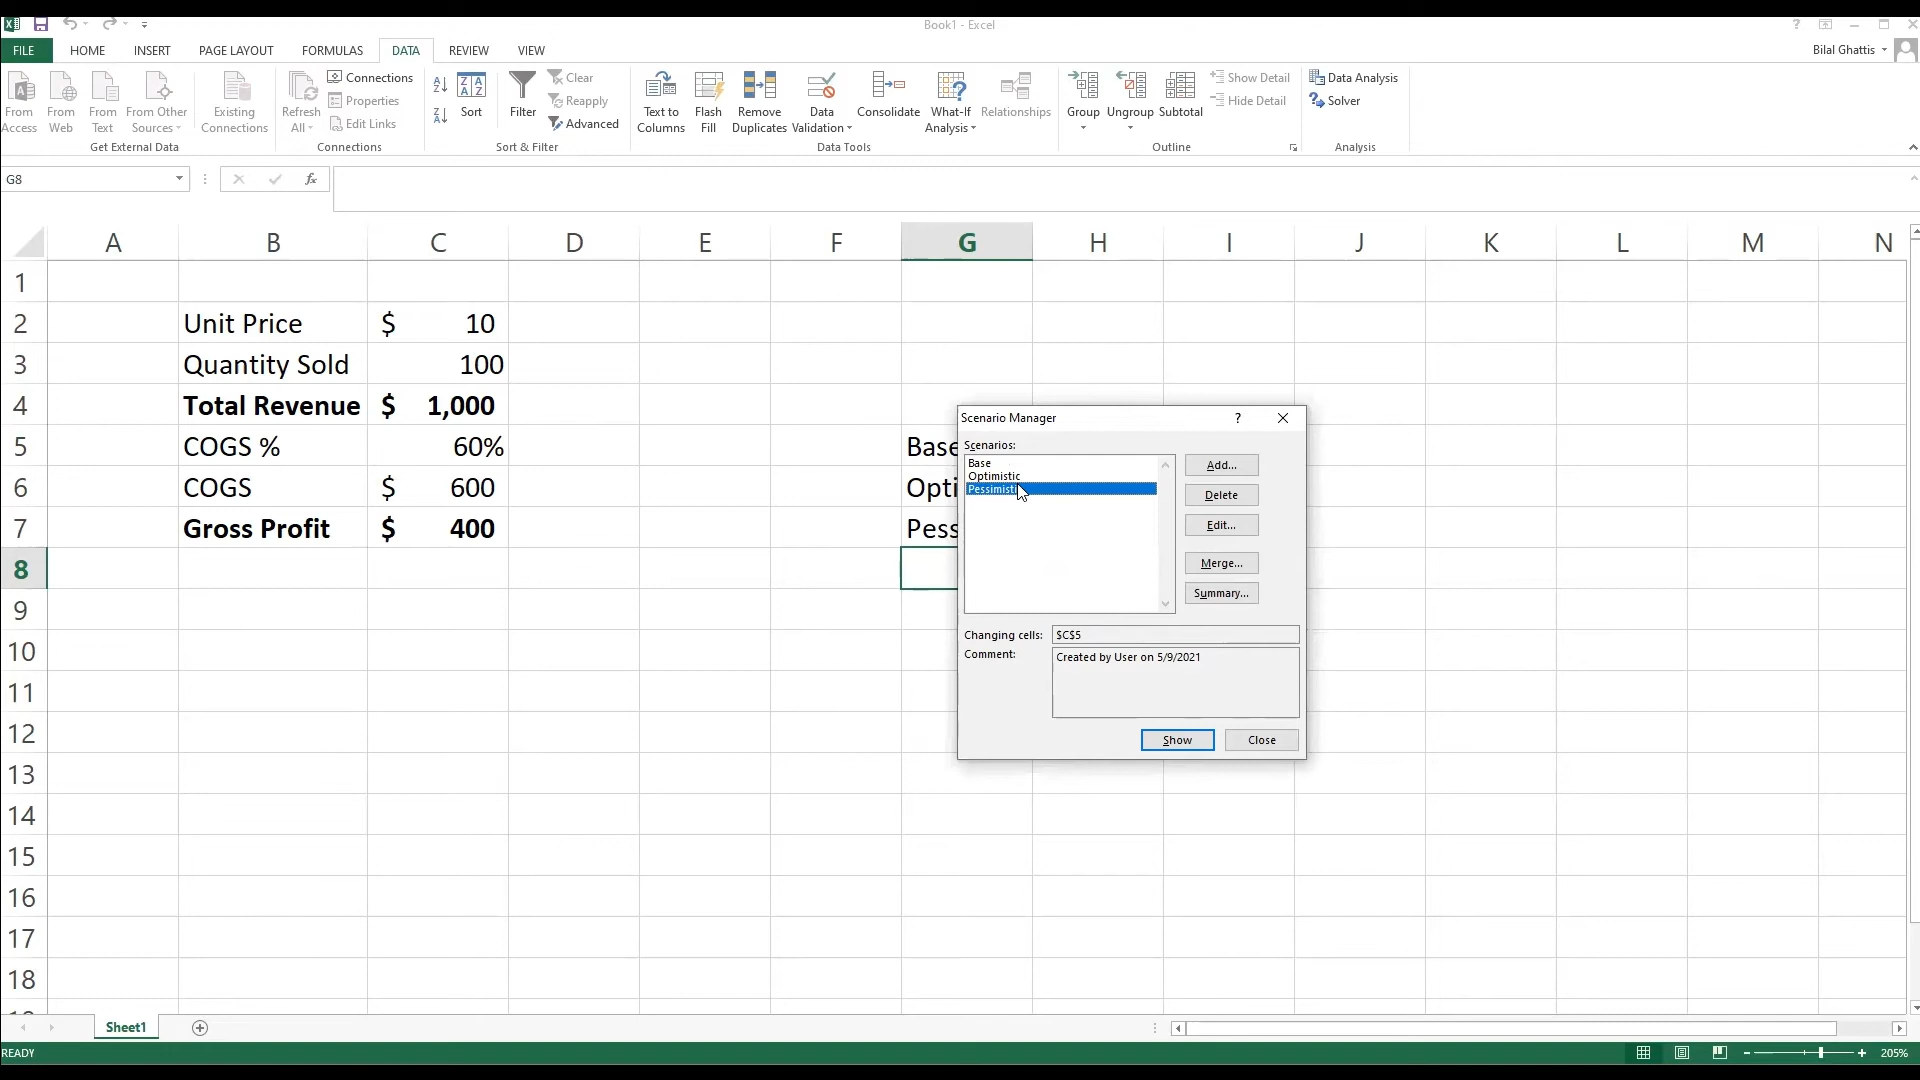 Book1 - Excel
?
FILE HOME INSERT PAGE LAYOUT FORMULAS DATA REVIEW VIEW
Bilal Ghattis
From Access
From Web
From Text
From Other Sources
Get External Data
Existing Connections
Refresh All
Connections
Properties
Edit Links
Connections
Sort
Filter
Clear
Reapply
Advanced
Sort & Filter
Text to Columns
Flash Fill
Remove Duplicates
Data Validation
Consolidate
What-If Analysis
Relationships
Data Tools
Group
Ungroup
Subtotal
Show Detail
Hide Detail
Outline
Data Analysis
Solver
Analysis
G8
fx
A B C D E F G H I J K L M N
1
2 Unit Price $ 10
3 Quantity Sold 100
4 Total Revenue $ 1,000
5 COGS % 60% Base
6 COGS $ 600 Opti
7 Gross Profit $ 400 Pess
8
9
10
11
12
13
14
15
16
17
18
Scenario Manager ?
Scenarios:
Base
Optimistic
Pessimisti
Add...
Delete
Edit...
Merge...
Summary...
Changing cells: $C$5
Comment: Created by User on 5/9/2021
Show Close
Sheet1
READY
205%